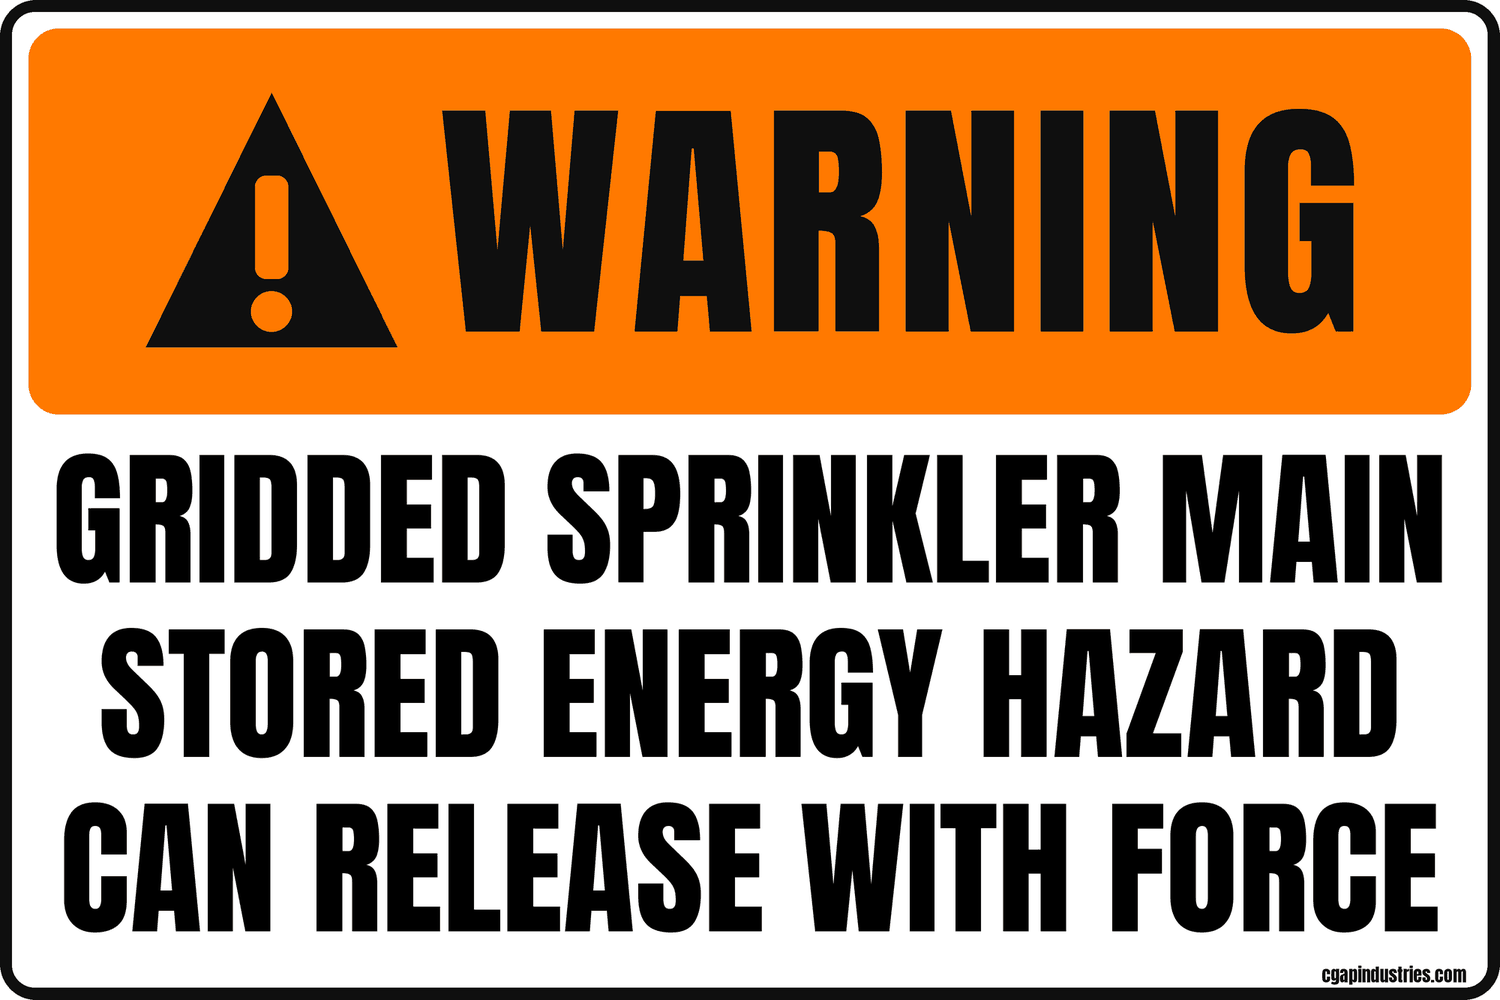 WARNING
GRIDDED SPRINKLER MAIN
STORED ENERGY HAZARD
CAN RELEASE WITH FORCE
cgapindustries.com